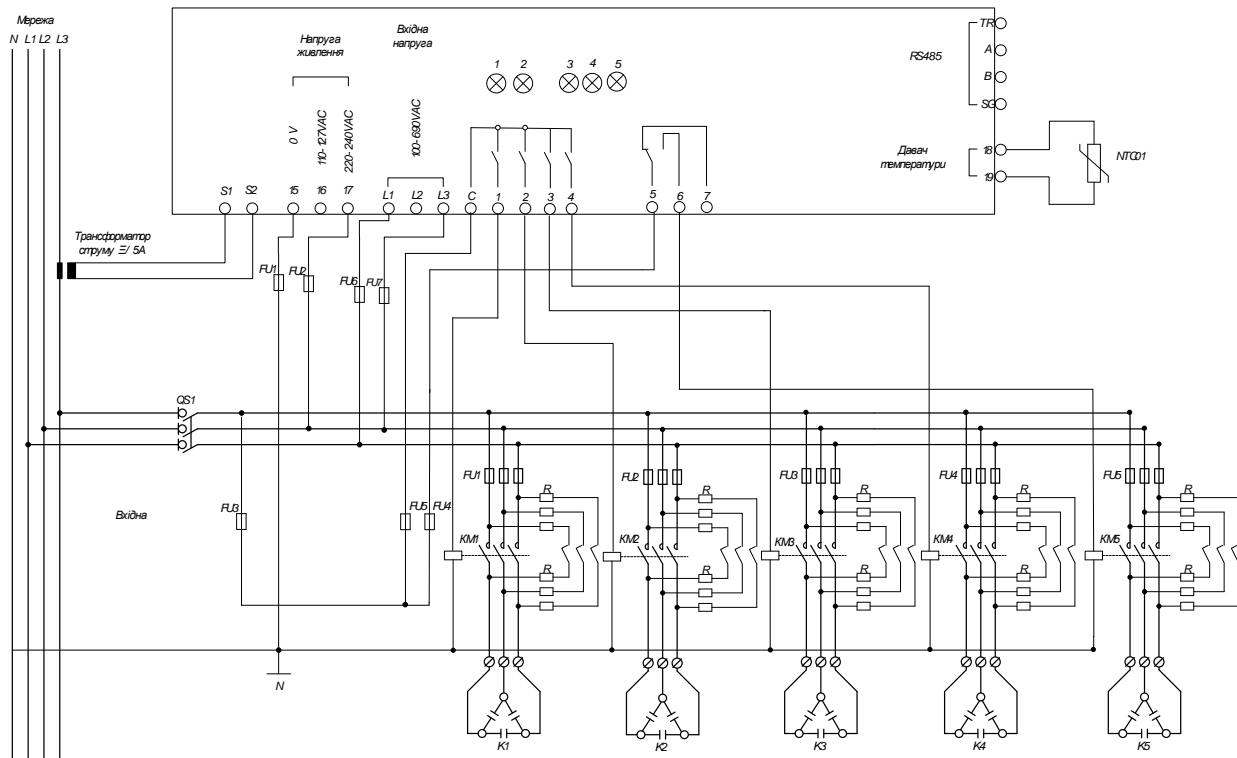 Мережа
N L1 L2 L3
Напруга
живлення
Вхідна
напруга
1 2 3 4 5
RS485
TR
A
B
SG
0 V
110-127VAC
220-240VAC
100-690VAC
Давач
температури
18
19
NTC01
S1 S2 15 16 17 L1 L2 L3 C 1 2 3 4 5 6 7
Трансформатор
струму Ξ/ 5А
FU1 FU2 FU6 FU7
QS1
FU1 FU2 FU3 FU4 FU5
R R R R R
Вхідна
FU3 FU5 FU4
KM1 KM2 KM3 KM4 KM5
R R R R R
N
K1 K2 K3 K4 K5